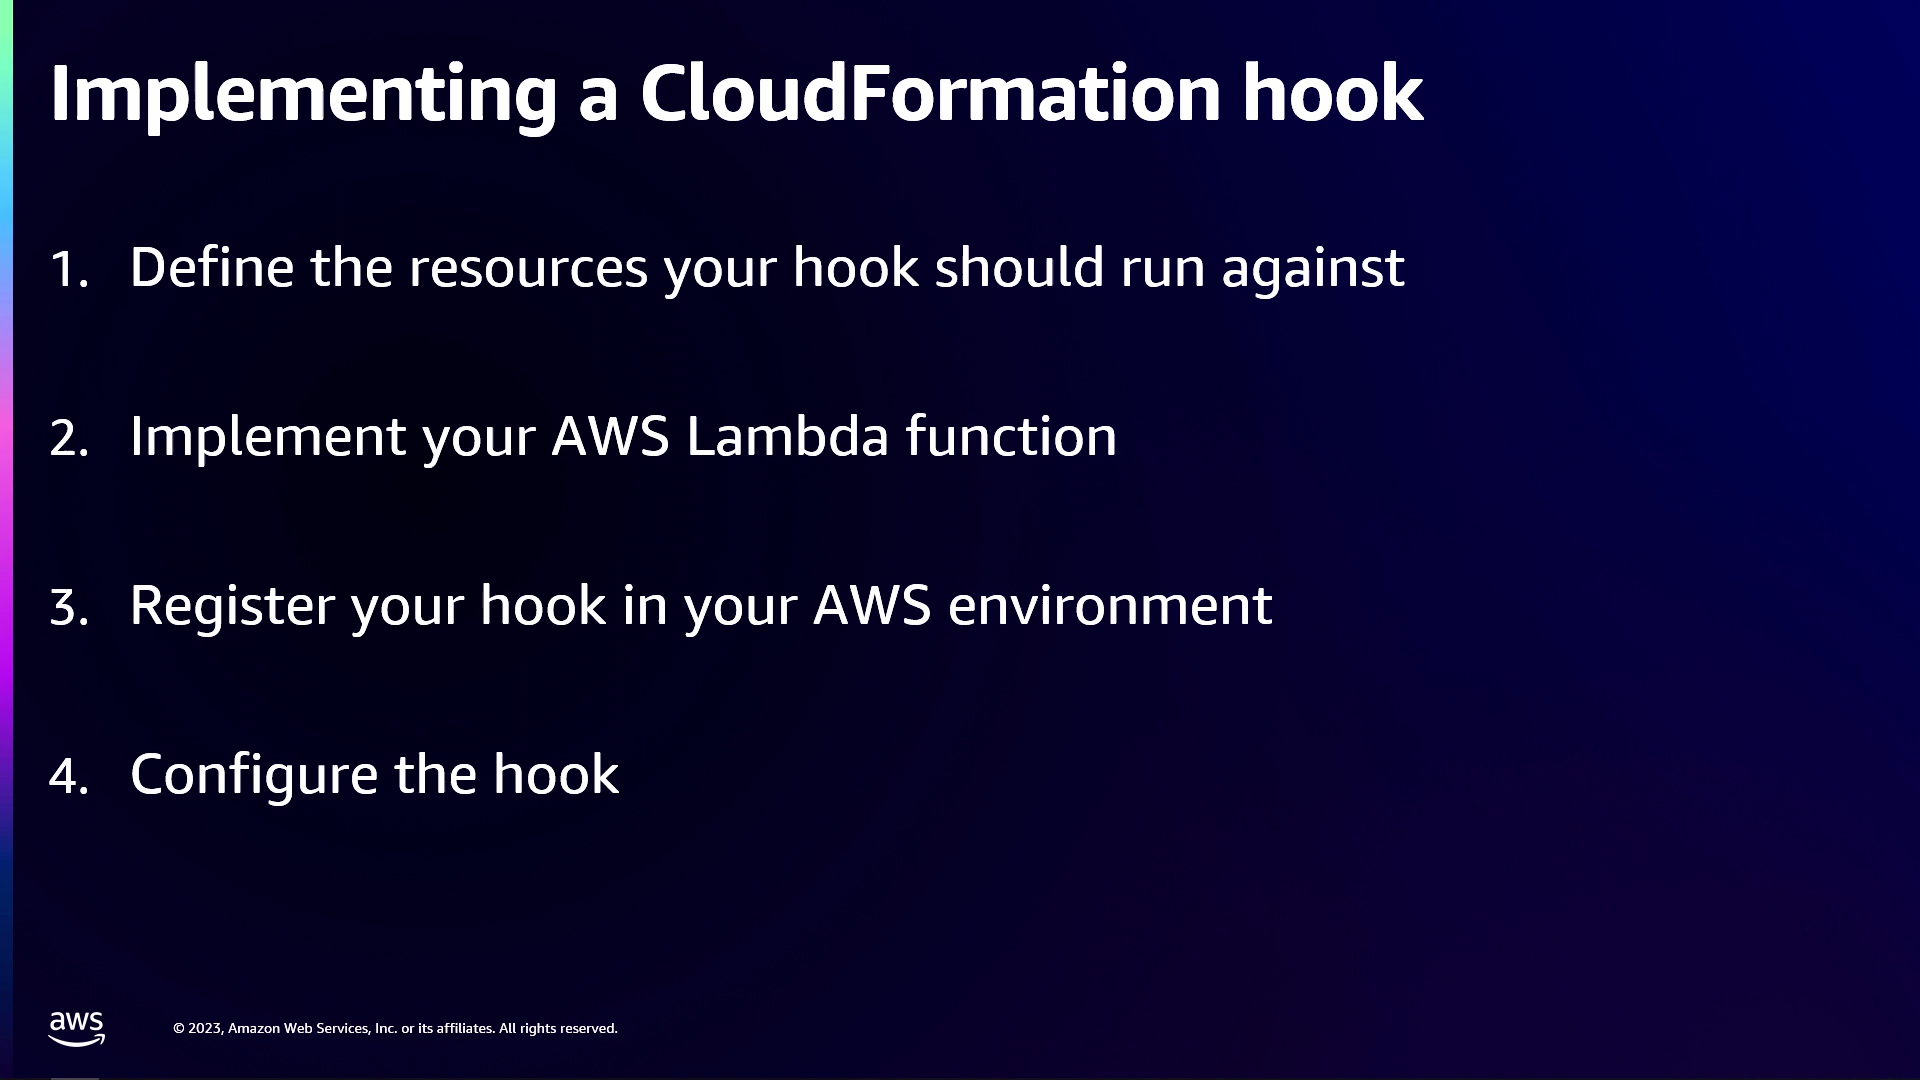 Implementing a CloudFormation hook
1. Define the resources your hook should run against
2. Implement your AWS Lambda function
3. Register your hook in your AWS environment
4. Configure the hook
aws
© 2023, Amazon Web Services, Inc. or its affiliates. All rights reserved.